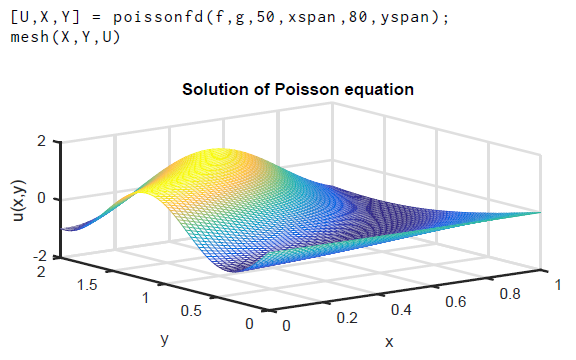 [U,X,Y] = poissonfd(f,g,50,xspan,80,yspan);
mesh(X,Y,U)
Solution of Poisson equation
2
0
-2
u(x,y)
2
1.5
1
0.5
0
y
0
0.2
0.4
0.6
0.8
1
x